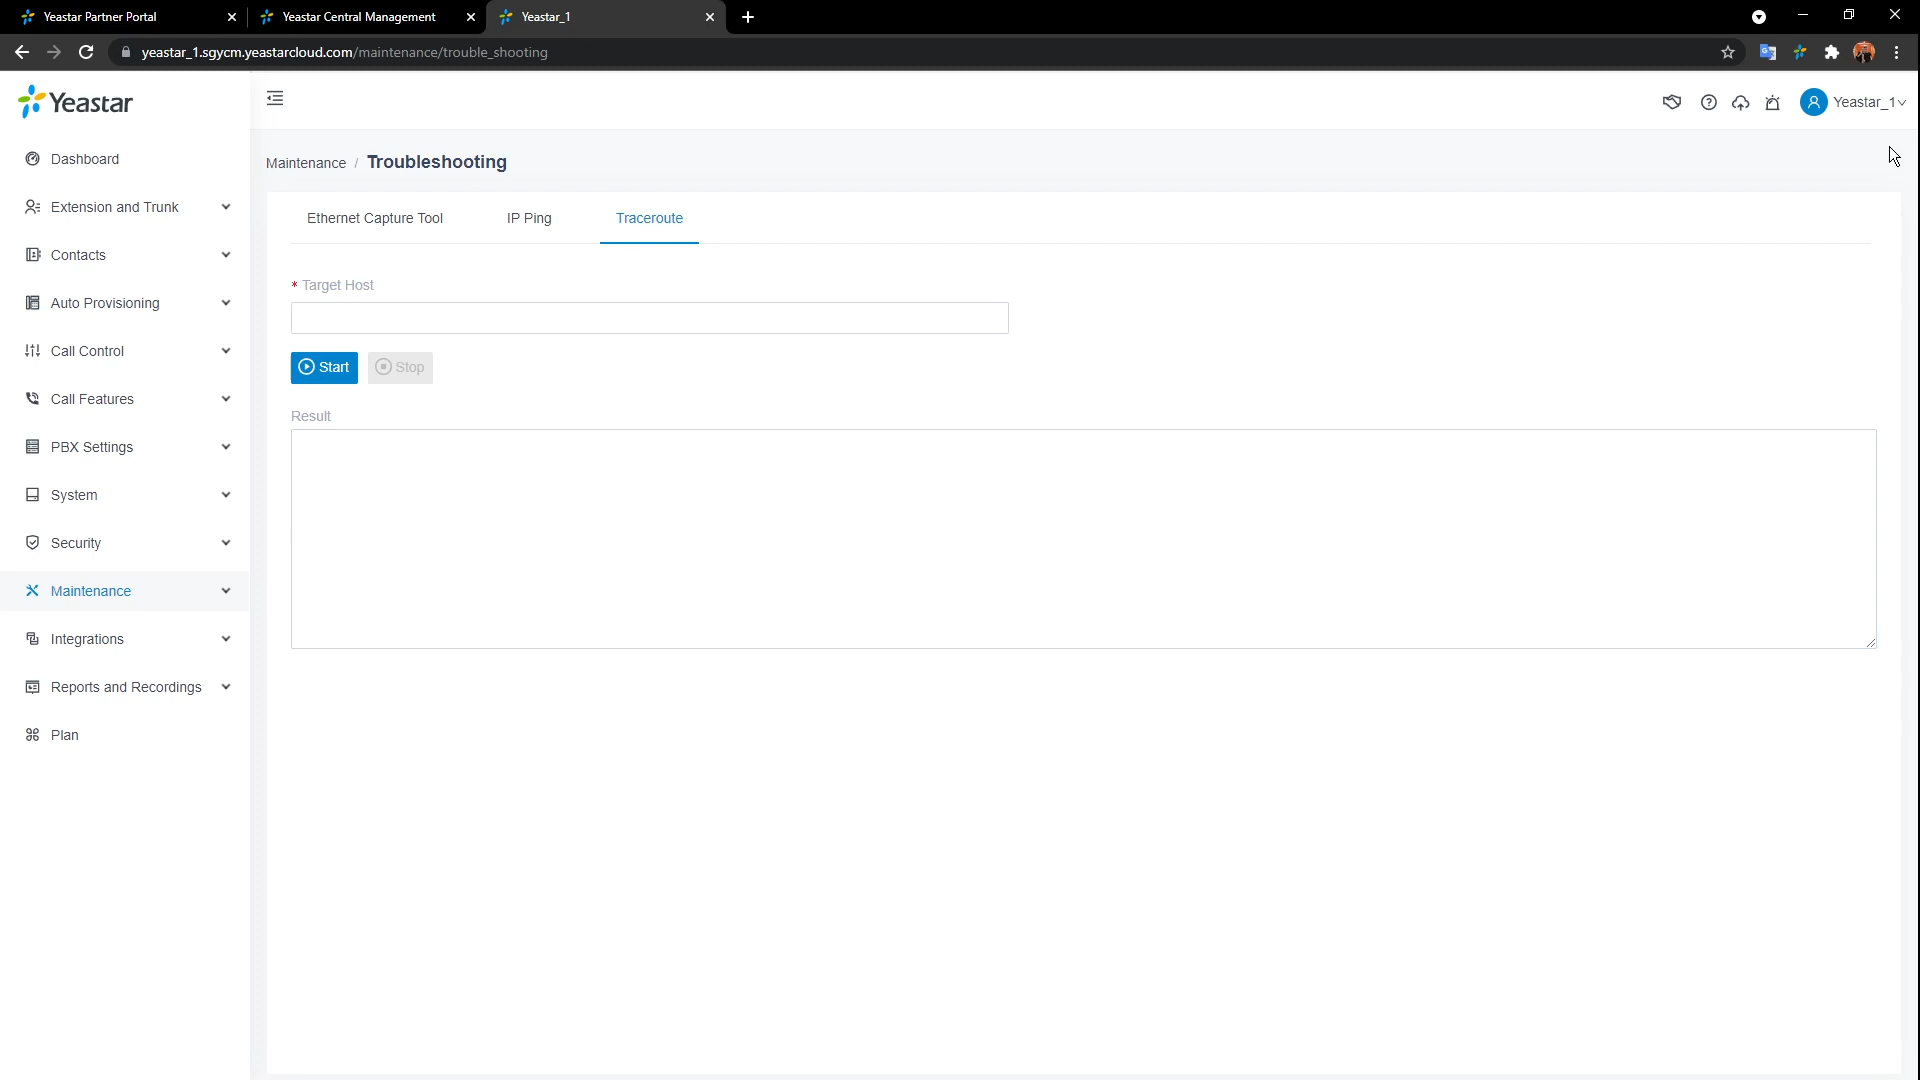 Yeastar Partner Portal
Yeastar Central Management
Yeastar_1
yeastar_1.sgycm.yeastarcloud.com/maintenance/trouble_shooting
Yeastar
Yeastar_1
Dashboard
Extension and Trunk
Contacts
Auto Provisioning
Call Control
Call Features
PBX Settings
System
Security
Maintenance
Integrations
Reports and Recordings
Plan
Maintenance / Troubleshooting
Ethernet Capture Tool IP Ping Traceroute
* Target Host
Start Stop
Result